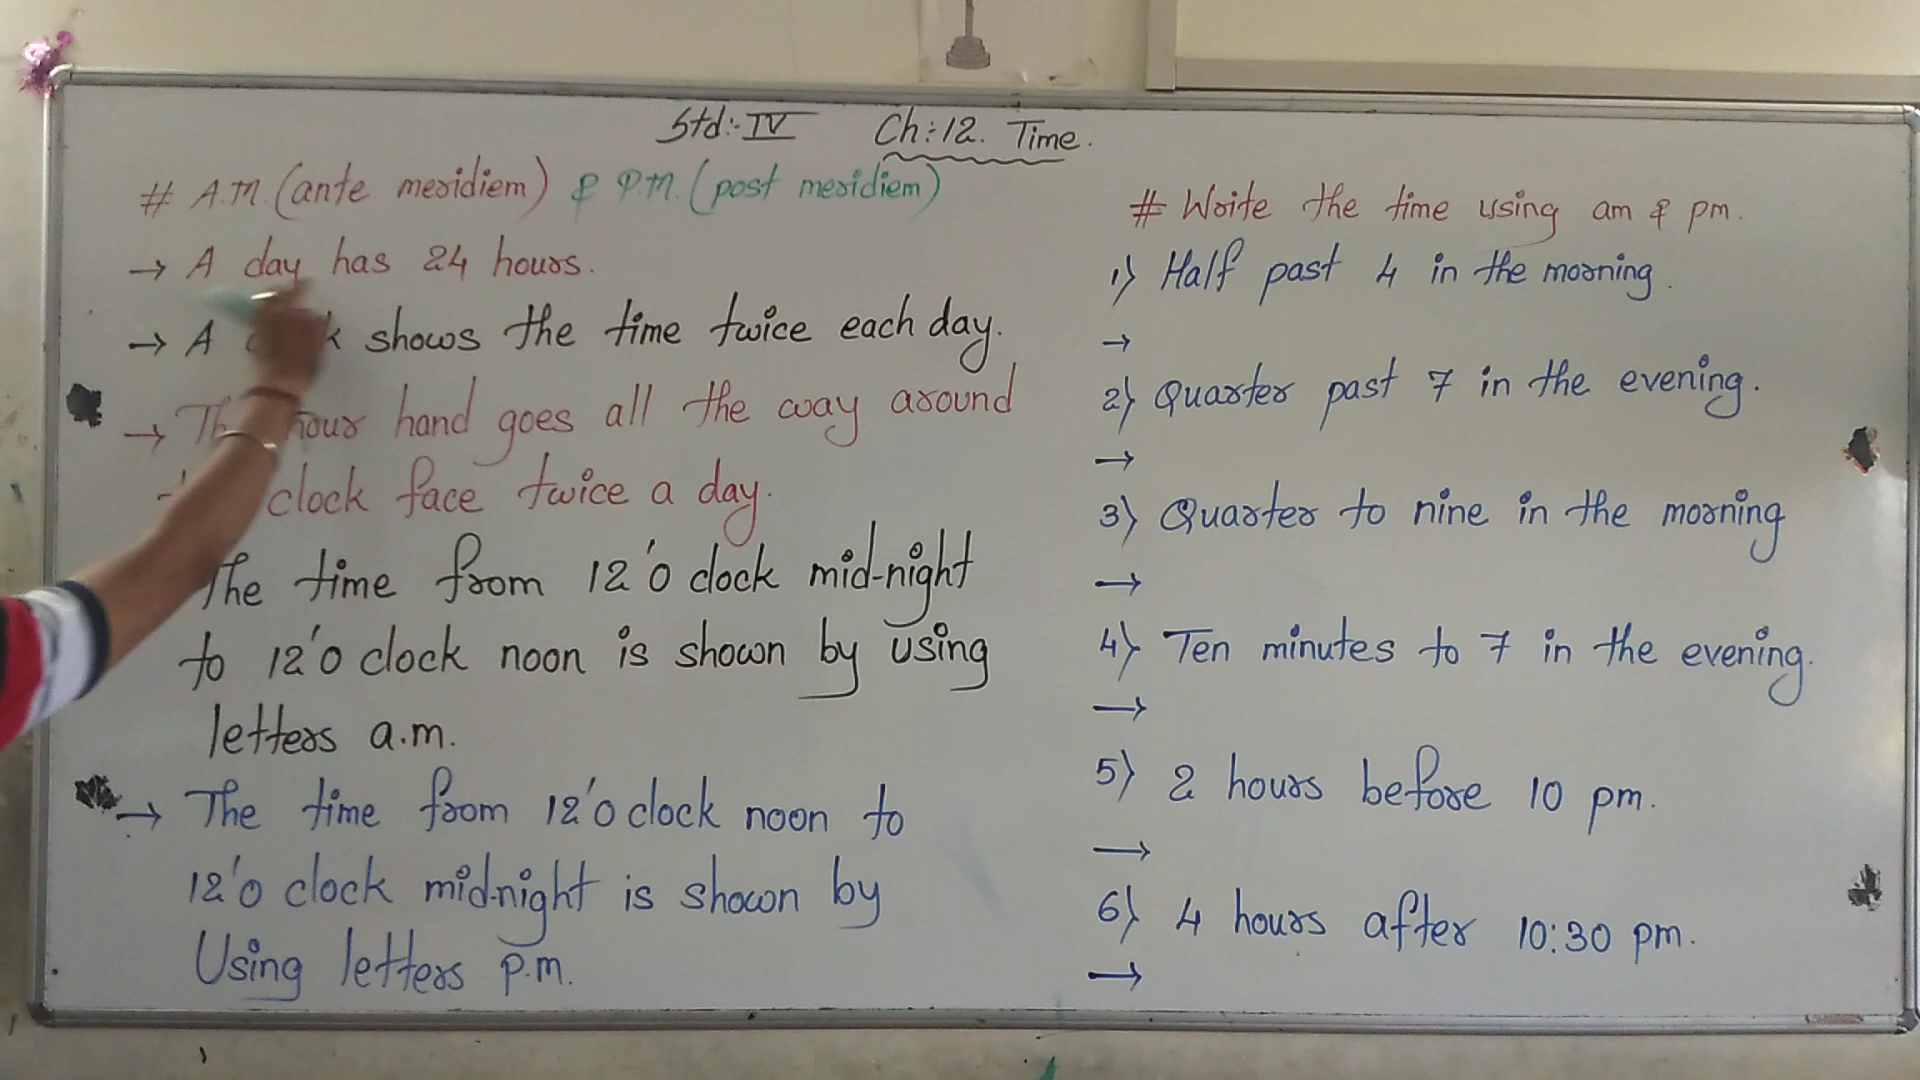 Std:- IV Ch:12. Time.
# A.M. (ante meridiem) & P.M. (post meridiem)
→ A day has 24 hours.
→ A shows the time twice each day.
→ hour hand goes all the way around
clock face twice a day.
The time from 12'o clock mid-night
to 12'o clock noon is shown by using
letters a.m.
→ The time from 12'o clock noon to
12'o clock mid-night is shown by
Using letters p.m.
# Write the time using am & pm.
1) Half past 4 in the morning.
→
2) Quarter past 7 in the evening.
→
3) Quarter to nine in the morning
→
4) Ten minutes to 7 in the evening.
→
5) 2 hours before 10 pm.
→
6) 4 hours after 10:30 pm.
→